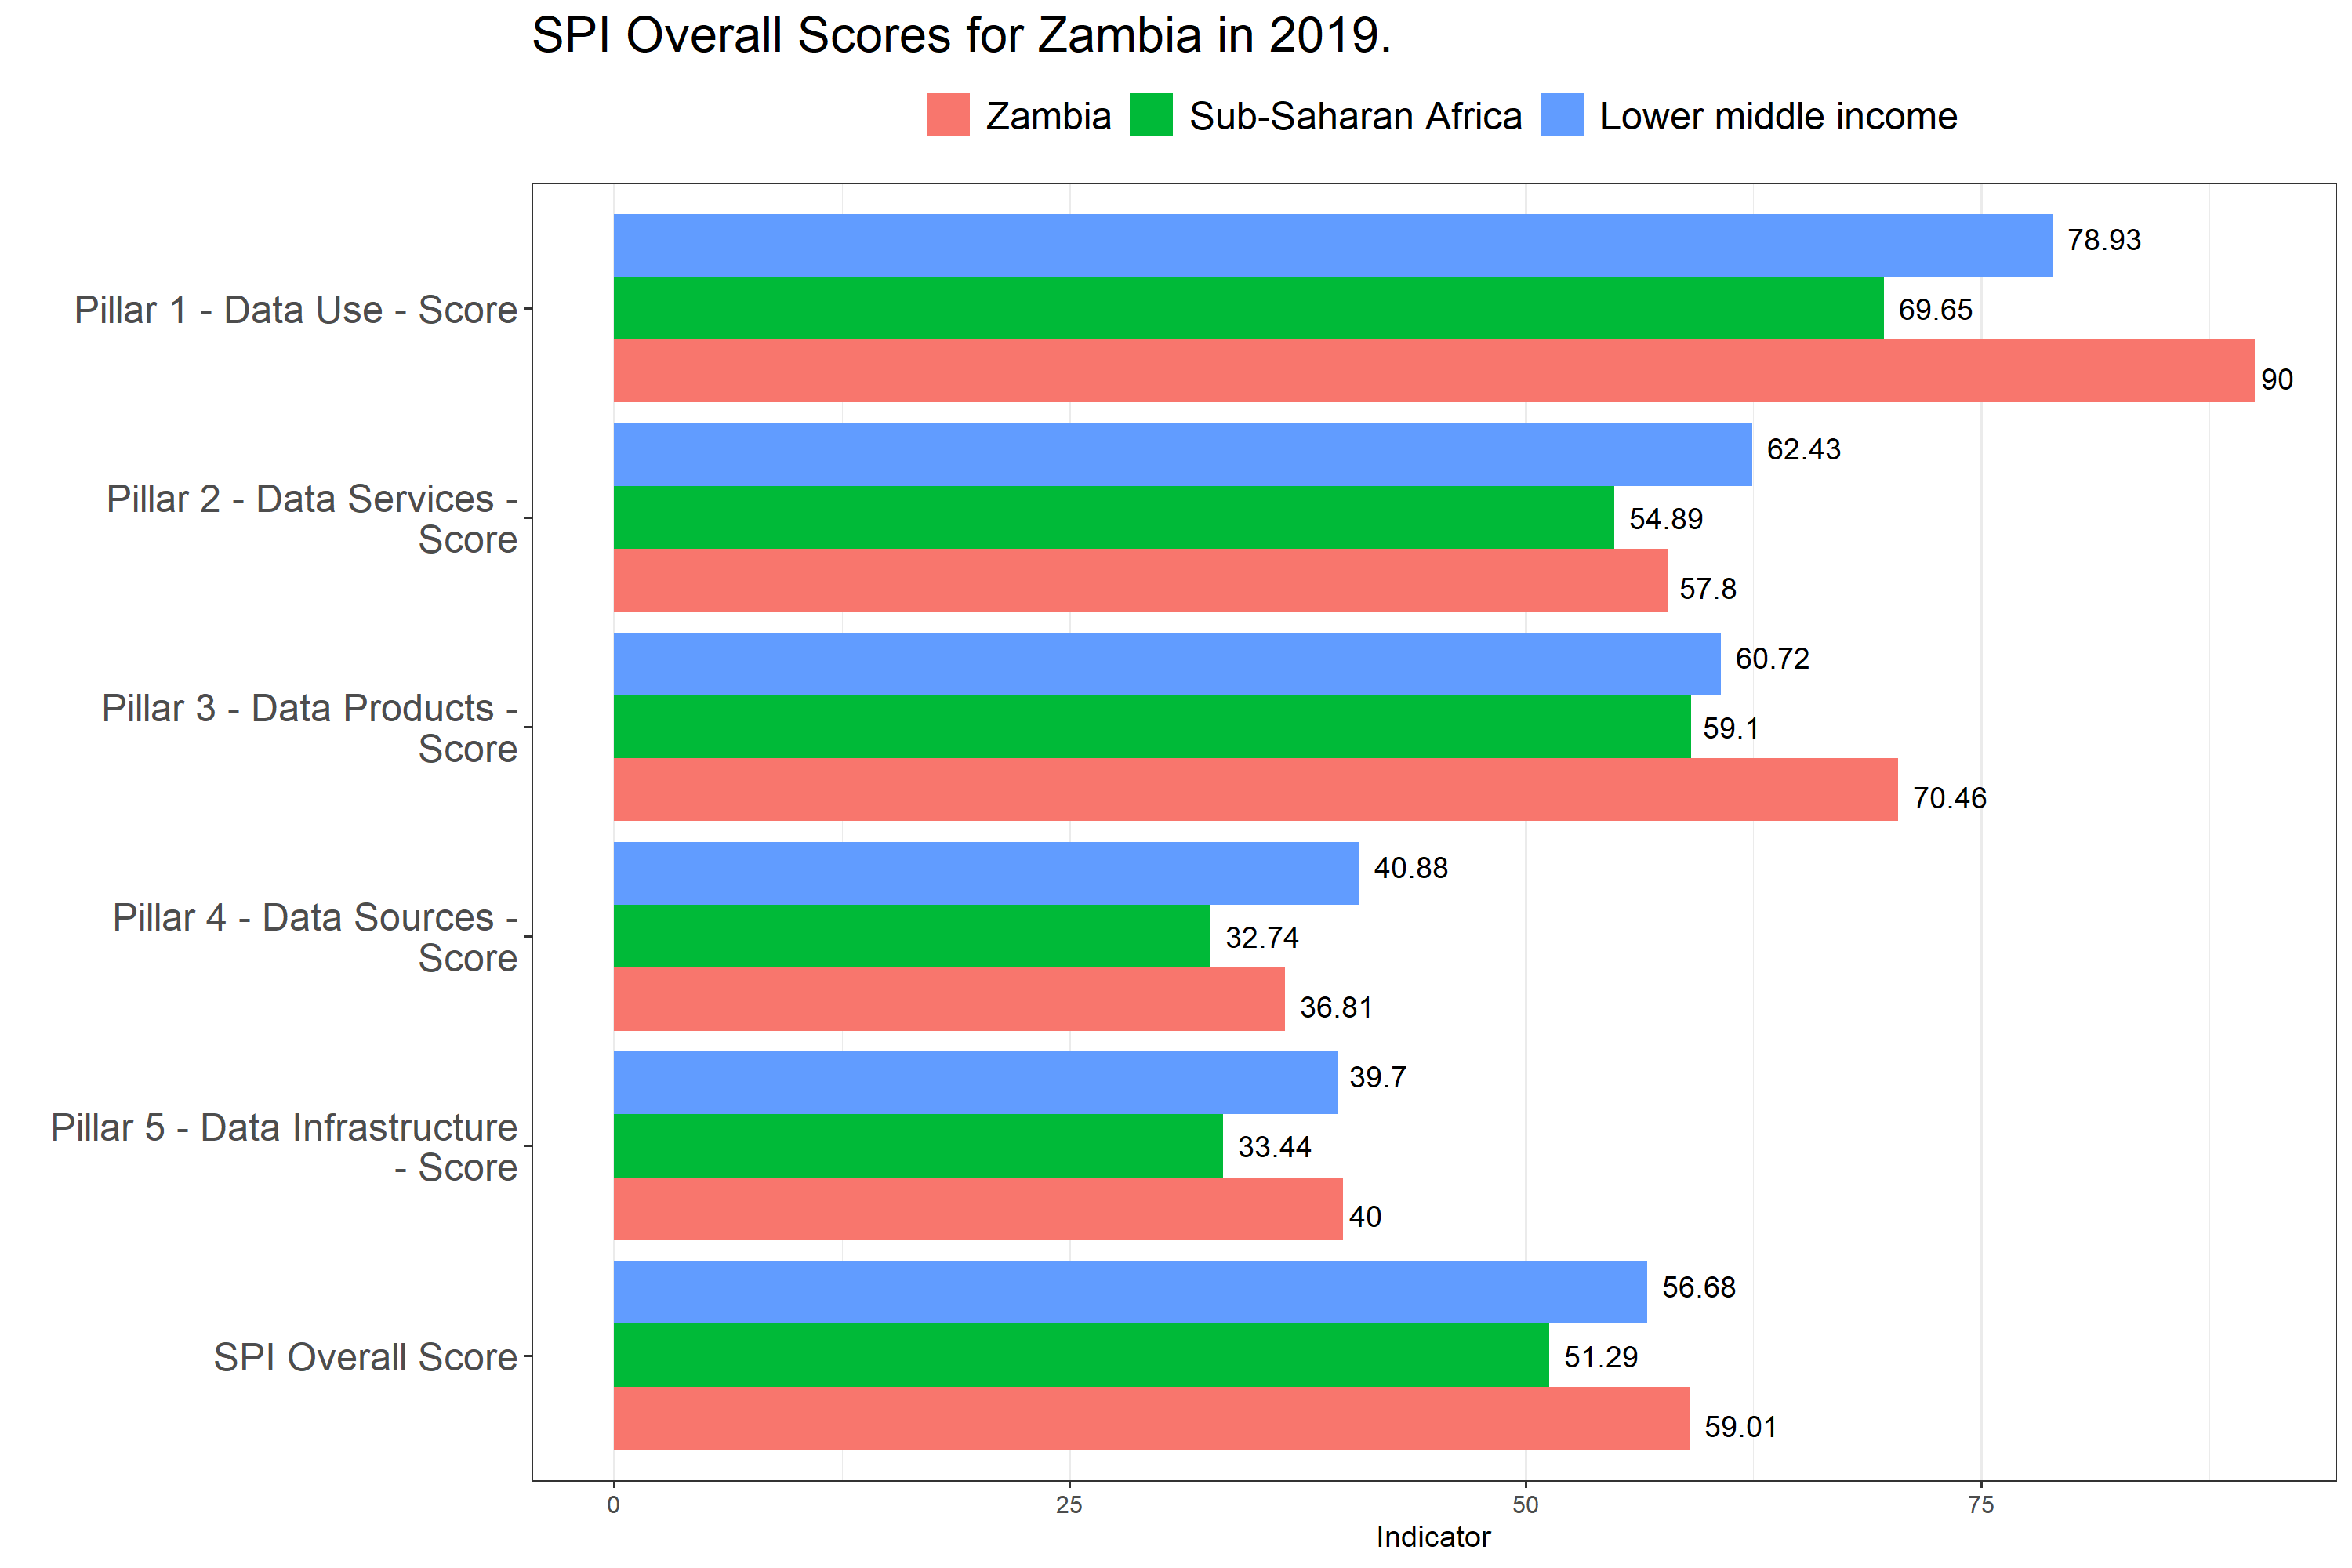 SPI Overall Scores for Zambia in 2019.
Zambia Sub-Saharan Africa Lower middle income
78.93
Pillar 1 - Data Use - Score
69.65
90
62.43
Pillar 2 - Data Services -
Score
54.89
57.8
60.72
Pillar 3 - Data Products -
Score
59.1
70.46
40.88
Pillar 4 - Data Sources -
Score
32.74
36.81
39.7
Pillar 5 - Data Infrastructure
- Score
33.44
40
56.68
SPI Overall Score
51.29
59.01
0 25 50 75
Indicator